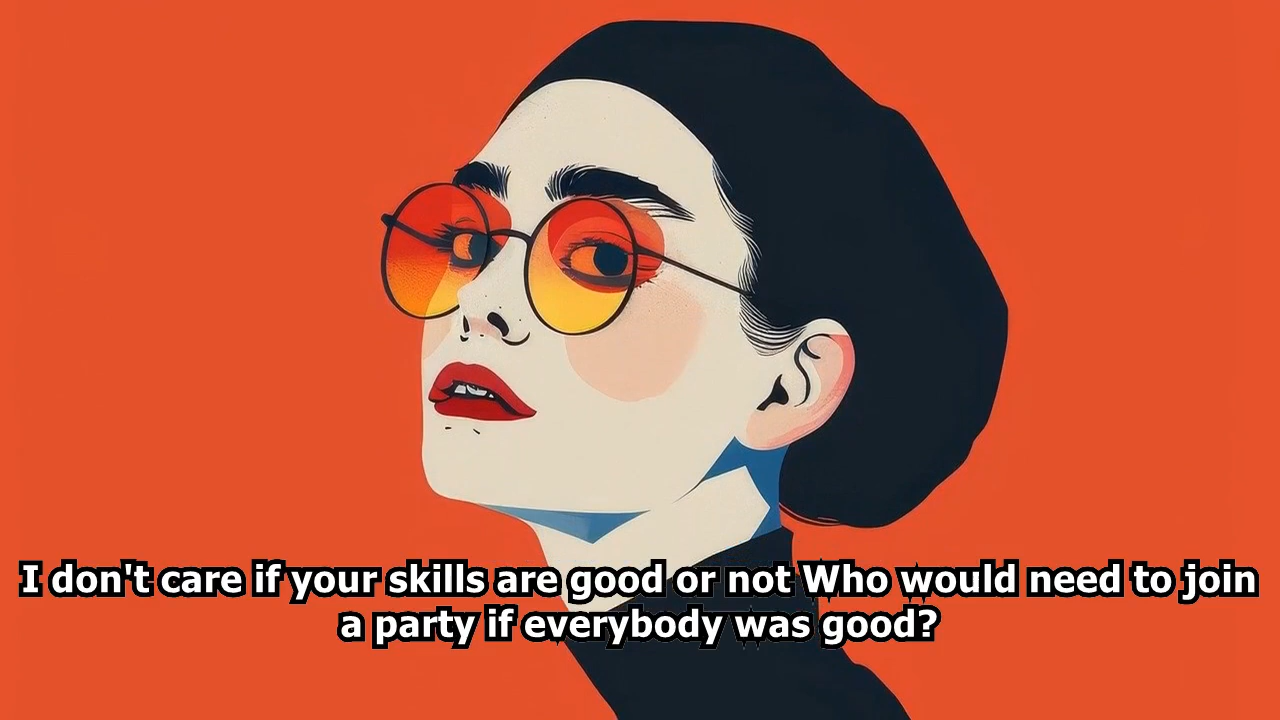 I don't care if your skills are good or not Who would need to join
a party if everybody was good?